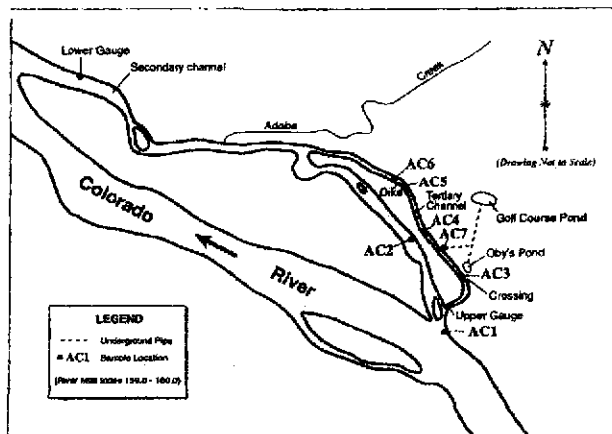 Lower Gauge
Secondary channel
N
Creek
Adobe
(Drawing Not to Scale)
AC6
AC5
Dike
Tertiary
Channel
AC4
AC7
Golf Course Pond
Colorado
AC2
Oby's Pond
AC3
Crossing
River
Upper Gauge
AC1
LEGEND
Underground Pipe
AC1 Sample Location
(River Mile Index 159.0 - 160.0)